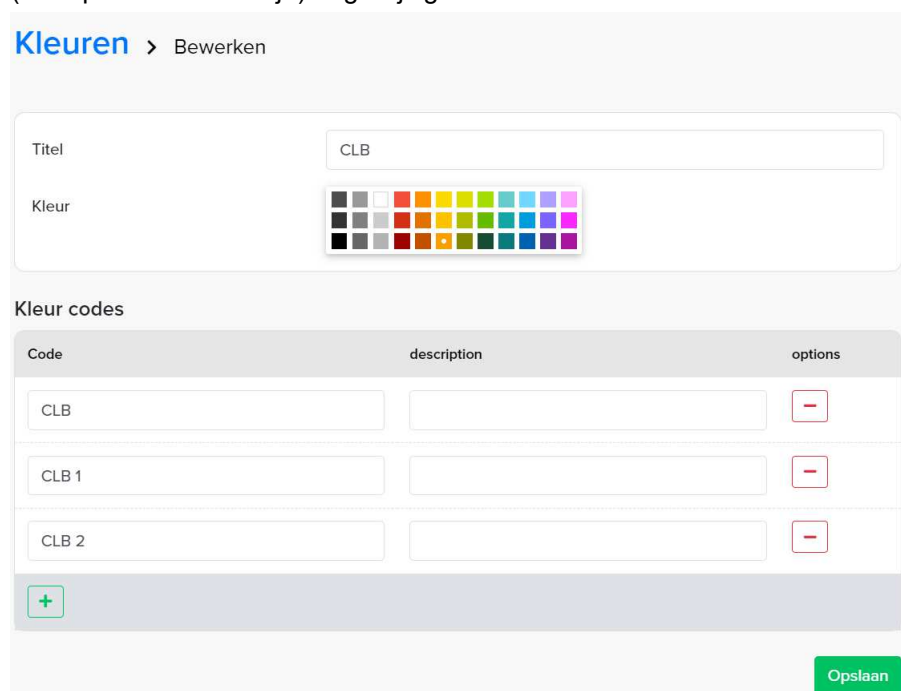 Kleuren > Bewerken
Titel CLB
Kleur
Kleur codes
Code description options
CLB
CLB 1
CLB 2
Opslaan